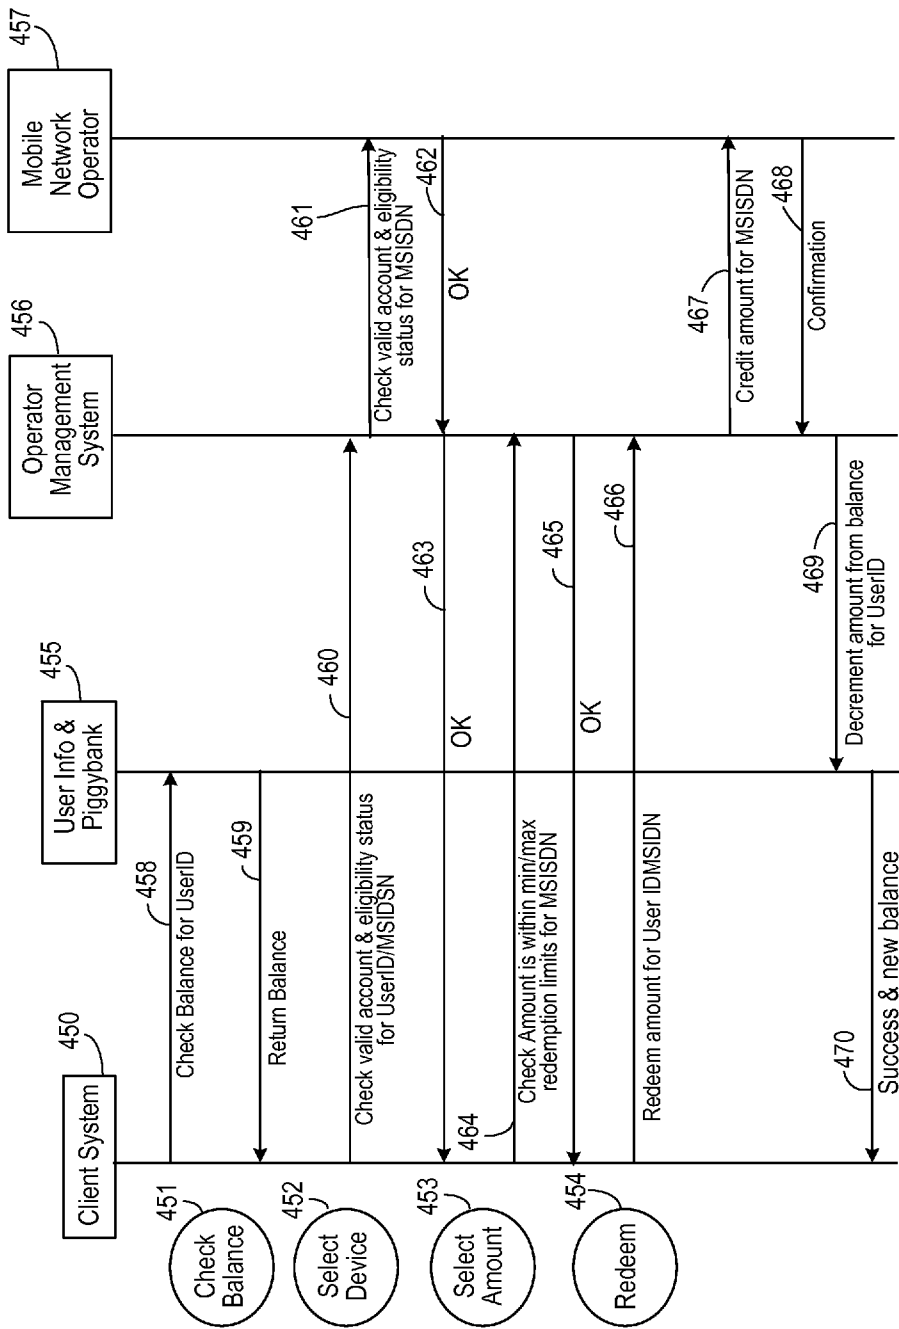 450
Client System
455
User Info &
Piggybank
456
Operator
Management
System
457
Mobile
Network
Operator
451
Check
Balance
458
Check Balance for UserID
459
Return Balance
452
Select
Device
460
Check valid account & eligibility status
for UserID/MSIDSN
461
Check valid account & eligibility
status for MSISDN
462
OK
463
OK
453
Select
Amount
464
Check Amount is within min/max
redemption limits for MSISDN
465
OK
454
Redeem
466
Redeem amount for User IDMSIDN
467
Credit amount for MSISDN
468
Confirmation
469
Decrement amount from balance
for UserID
470
Success & new balance